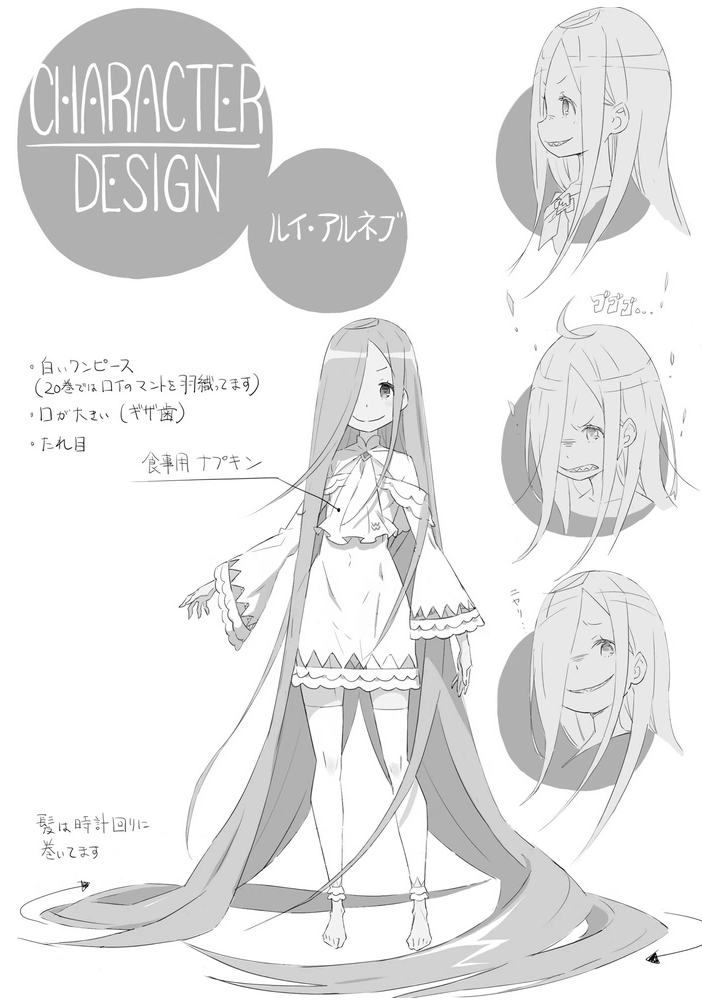 CHARACTER
DESIGN
ルイ・アルネブ
・白いワンピース
(20巻ではロイのマントを羽織ってます)
・口が大きい (ギザ歯)
・たれ目
食事用 ナプキン
ゴゴゴ...
ニヤリ...
髪は時計回りに
巻いてます